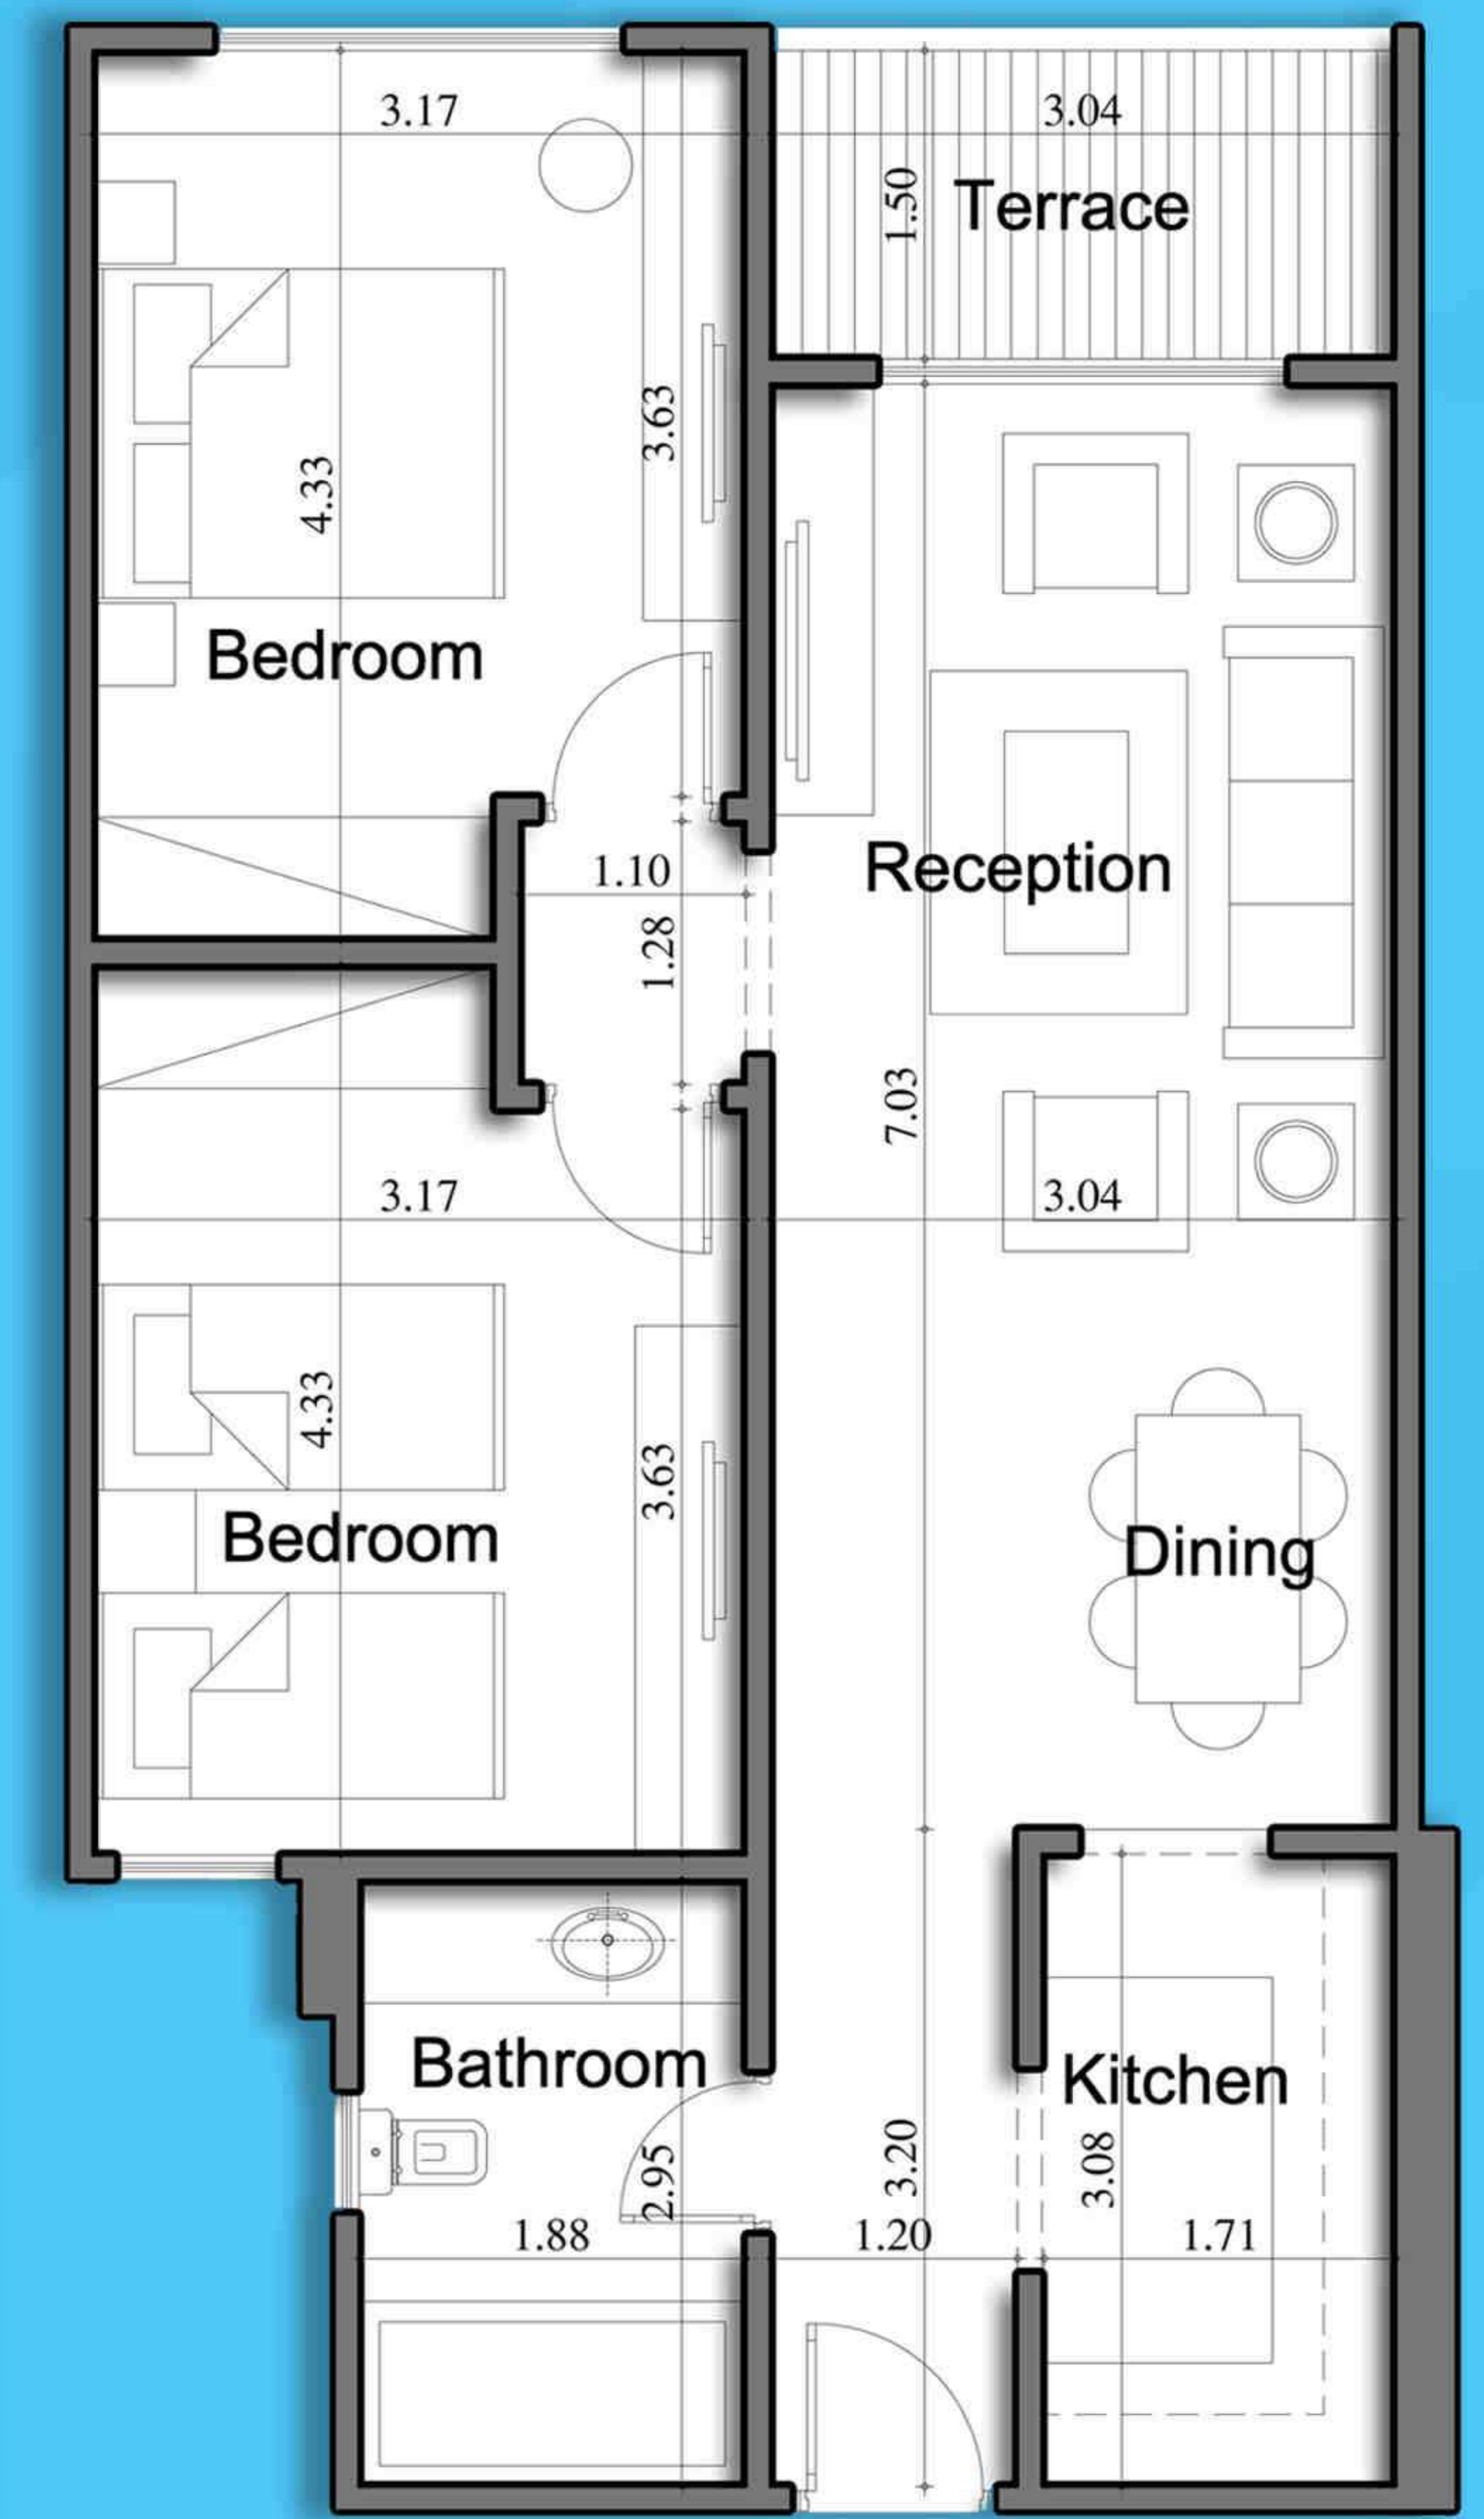 3.17
3.04
1.50
Terrace
3.63
4.33
Bedroom
1.10
Reception
1.28
7.03
3.17
3.04
4.33
3.63
Bedroom
Dining
Bathroom
Kitchen
2.95
3.20
3.08
1.88
1.20
1.71